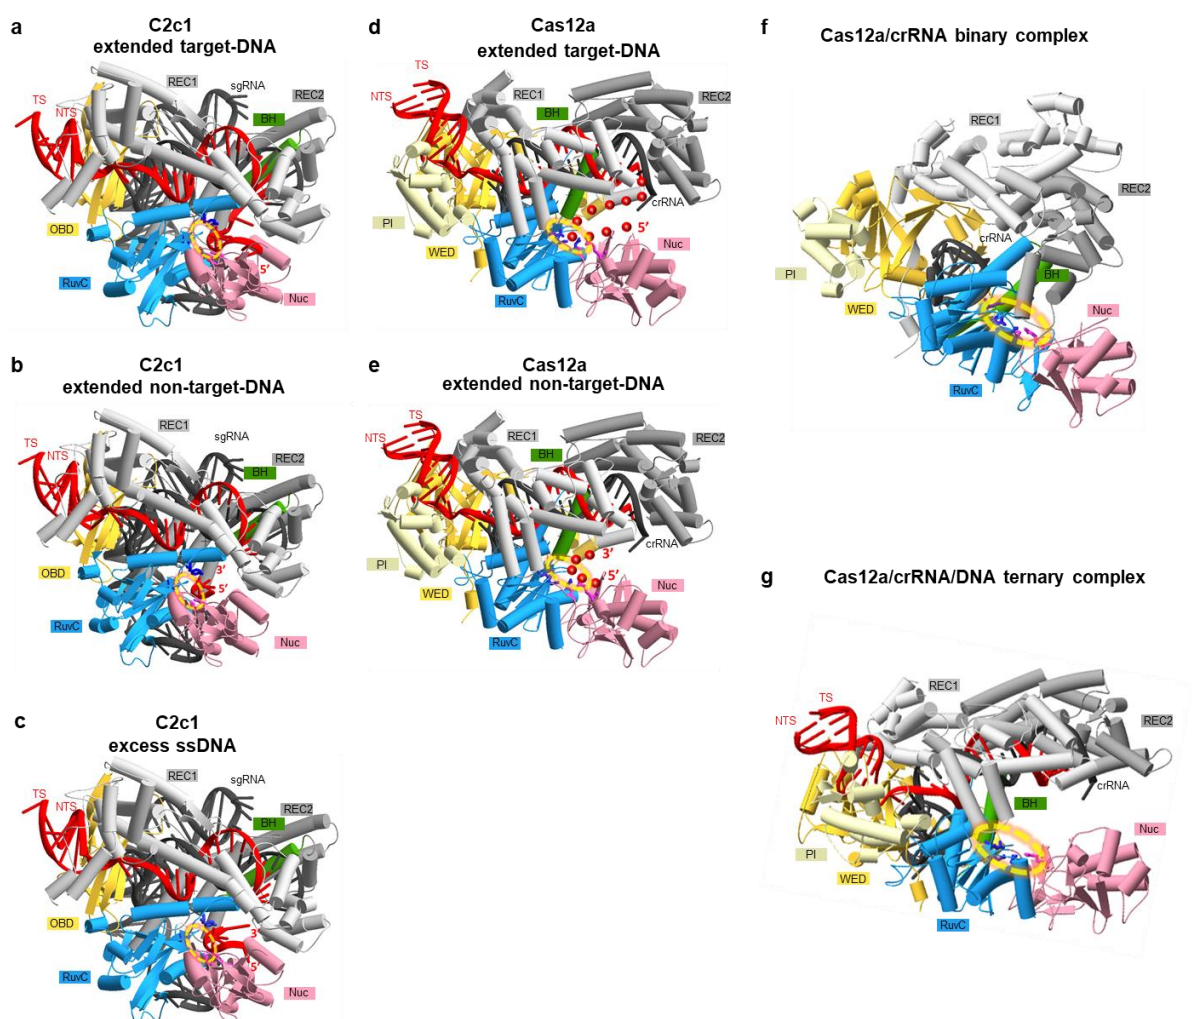 a
C2c1
extended target-DNA
TS
NTS
REC1
sgRNA
REC2
BH
OBD
RuvC
5’
Nuc
b
C2c1
extended non-target-DNA
TS
NTS
REC1
sgRNA
REC2
BH
OBD
3’
5’
RuvC
Nuc
c
C2c1
excess ssDNA
TS
NTS
REC1
sgRNA
REC2
BH
OBD
3’
5’
RuvC
Nuc
d
Cas12a
extended target-DNA
TS
NTS
REC1
BH
REC2
crRNA
PI
5’
WED
Nuc
RuvC
e
Cas12a
extended non-target-DNA
TS
NTS
REC1
REC2
BH
crRNA
3’
PI
5’
Nuc
WED
RuvC
f
Cas12a/crRNA binary complex
REC1
REC2
crRNA
PI
BH
WED
Nuc
RuvC
g
Cas12a/crRNA/DNA ternary complex
TS
NTS
REC1
REC2
crRNA
BH
Nuc
PI
WED
RuvC